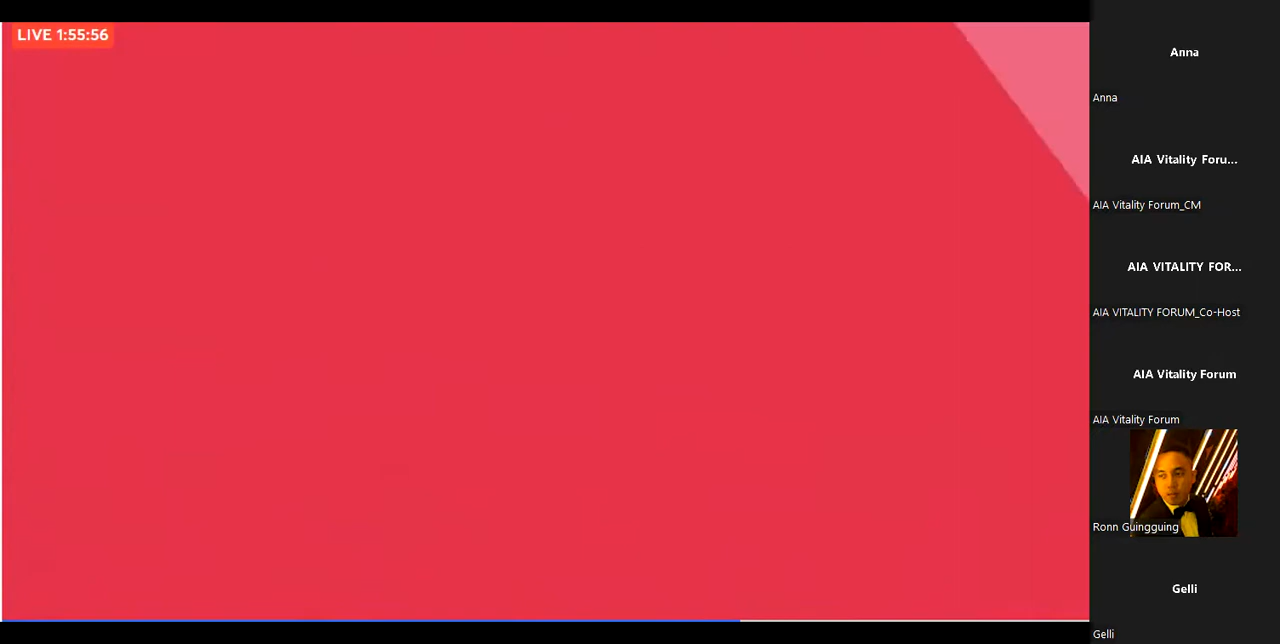 LIVE 1:55:56
Anna
Anna
AIA Vitality Foru...
AIA Vitality Forum_CM
AIA VITALITY FOR...
AIA VITALITY FORUM_Co-Host
AIA Vitality Forum
AIA Vitality Forum
Ronn Guingguing
Gelli
Gelli